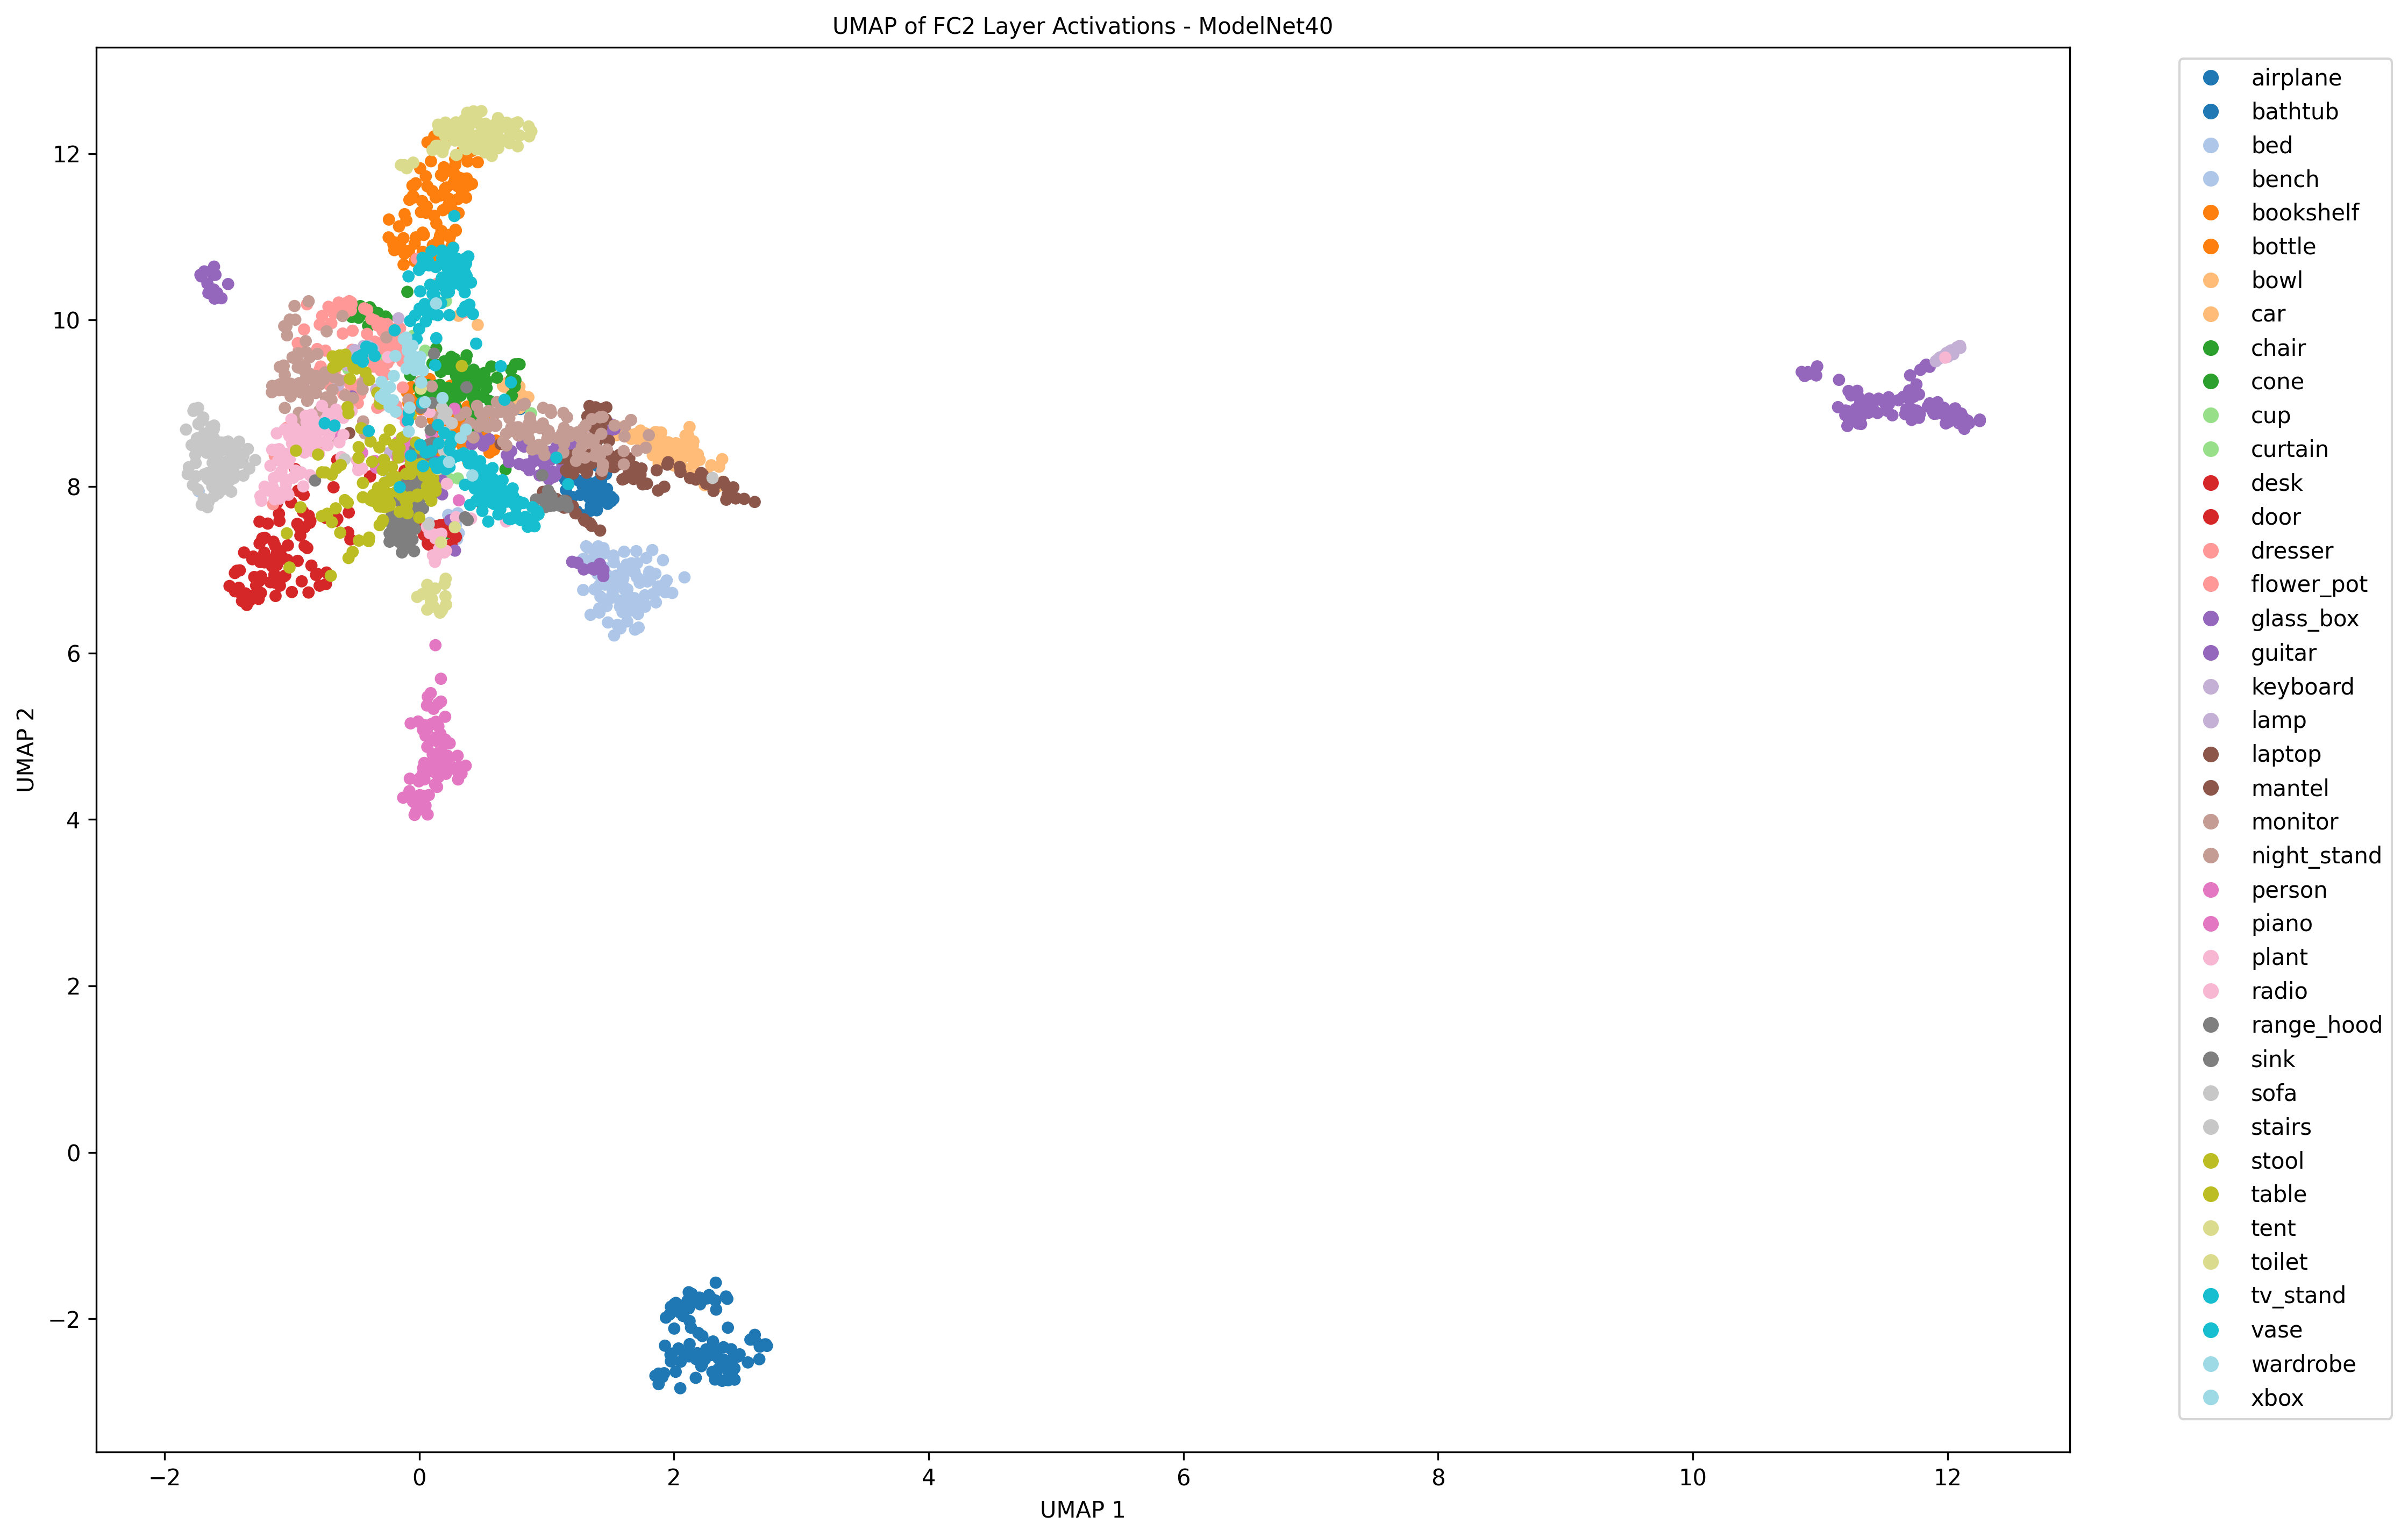 UMAP of FC2 Layer Activations - ModelNet40
12
10
8
6
4
2
0
−2
UMAP 2
−2
0
2
4
6
8
10
12
UMAP 1
airplane
bathtub
bed
bench
bookshelf
bottle
bowl
car
chair
cone
cup
curtain
desk
door
dresser
flower_pot
glass_box
guitar
keyboard
lamp
laptop
mantel
monitor
night_stand
person
piano
plant
radio
range_hood
sink
sofa
stairs
stool
table
tent
toilet
tv_stand
vase
wardrobe
xbox